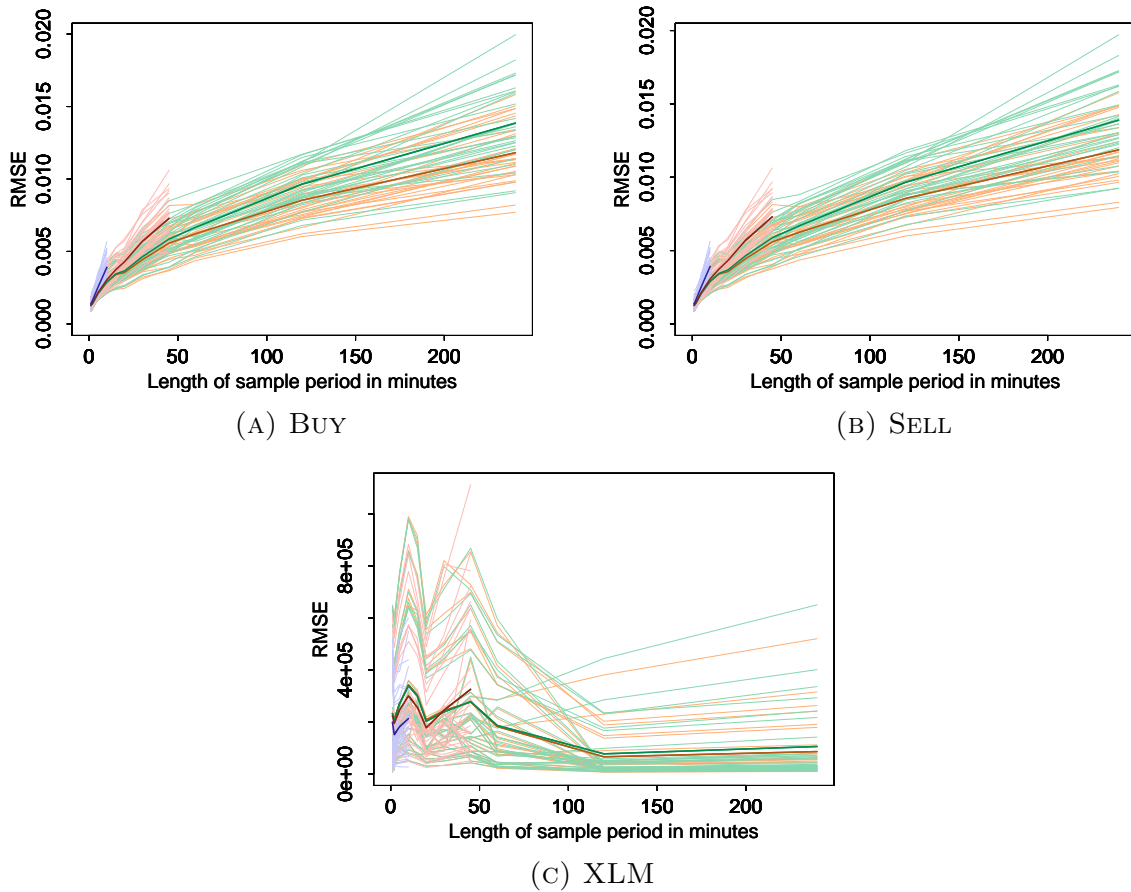 RMSE
0.020
0.015
0.010
0.005
0.000
0 50 100 150 200
Length of sample period in minutes
(A) BUY
RMSE
0.020
0.015
0.010
0.005
0.000
0 50 100 150 200
Length of sample period in minutes
(B) SELL
RMSE
8e+05
4e+05
0e+00
0 50 100 150 200
Length of sample period in minutes
(C) XLM